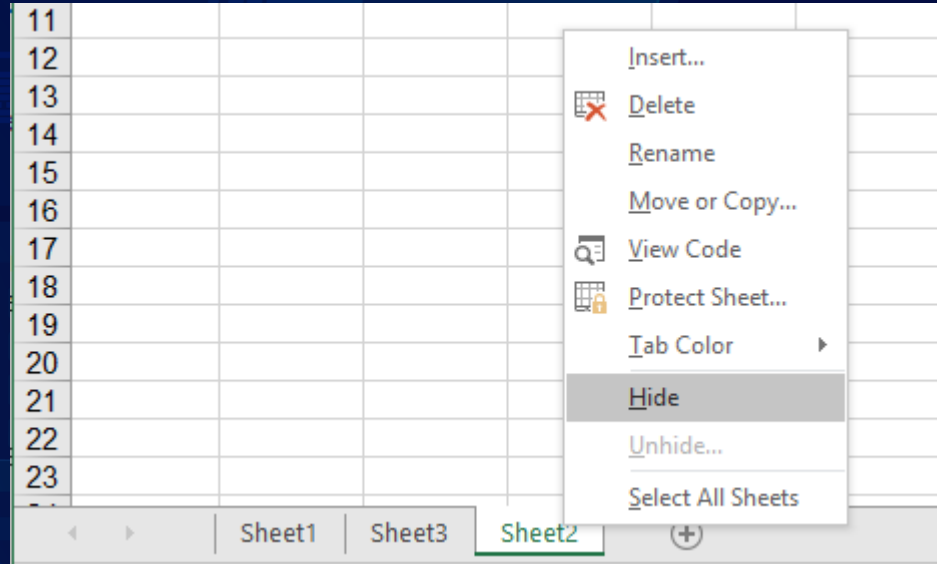 11
12
13
14
15
16
17
18
19
20
21
22
23
Insert...
Delete
Rename
Move or Copy...
View Code
Protect Sheet...
Tab Color
Hide
Unhide...
Select All Sheets
Sheet1
Sheet3
Sheet2